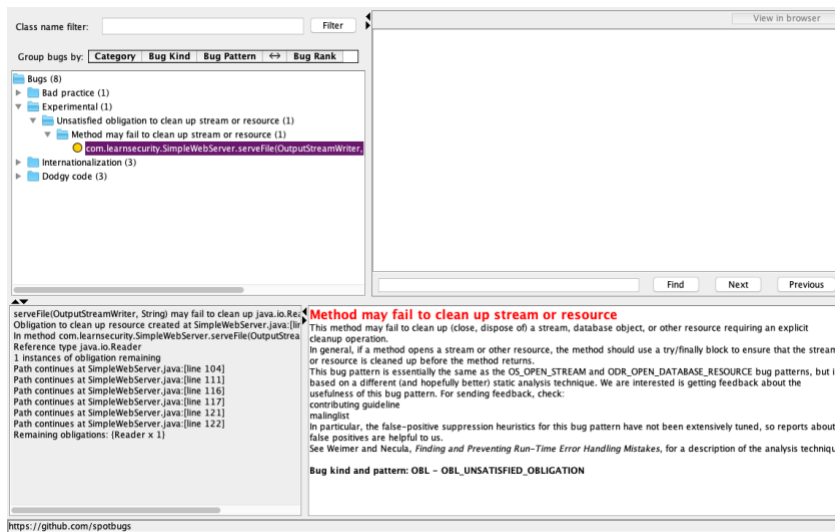 Class name filter:
Filter
View in browser
Group bugs by: Category Bug Kind Bug Pattern ↔ Bug Rank
Bugs (8)
Bad practice (1)
Experimental (1)
Unsatisfied obligation to clean up stream or resource (1)
Method may fail to clean up stream or resource (1)
com.learnsecurity.SimpleWebServer.serveFile(OutputStreamWriter,
Internationalization (3)
Dodgy code (3)
Find Next Previous
serveFile(OutputStreamWriter, String) may fail to clean up java.io.Rea
Obligation to clean up resource created at SimpleWebServer.java:[lin
In method com.learnsecurity.SimpleWebServer.serveFile(OutputStrea
Reference type java.io.Reader
1 instances of obligation remaining
Path continues at SimpleWebServer.java:[line 104]
Path continues at SimpleWebServer.java:[line 111]
Path continues at SimpleWebServer.java:[line 116]
Path continues at SimpleWebServer.java:[line 117]
Path continues at SimpleWebServer.java:[line 121]
Path continues at SimpleWebServer.java:[line 122]
Remaining obligations: {Reader x 1}
Method may fail to clean up stream or resource
This method may fail to clean up (close, dispose of) a stream, database object, or other resource requiring an explicit
cleanup operation.
In general, if a method opens a stream or other resource, the method should use a try/finally block to ensure that the stream
or resource is cleaned up before the method returns.
This bug pattern is essentially the same as the OS_OPEN_STREAM and ODR_OPEN_DATABASE_RESOURCE bug patterns, but i
based on a different (and hopefully better) static analysis technique. We are interested is getting feedback about the
usefulness of this bug pattern. For sending feedback, check:
contributing guideline
malinglist
In particular, the false-positive suppression heuristics for this bug pattern have not been extensively tuned, so reports about
false positives are helpful to us.
See Weimer and Necula, Finding and Preventing Run-Time Error Handling Mistakes, for a description of the analysis techniqu
Bug kind and pattern: OBL - OBL_UNSATISFIED_OBLIGATION
https://github.com/spotbugs